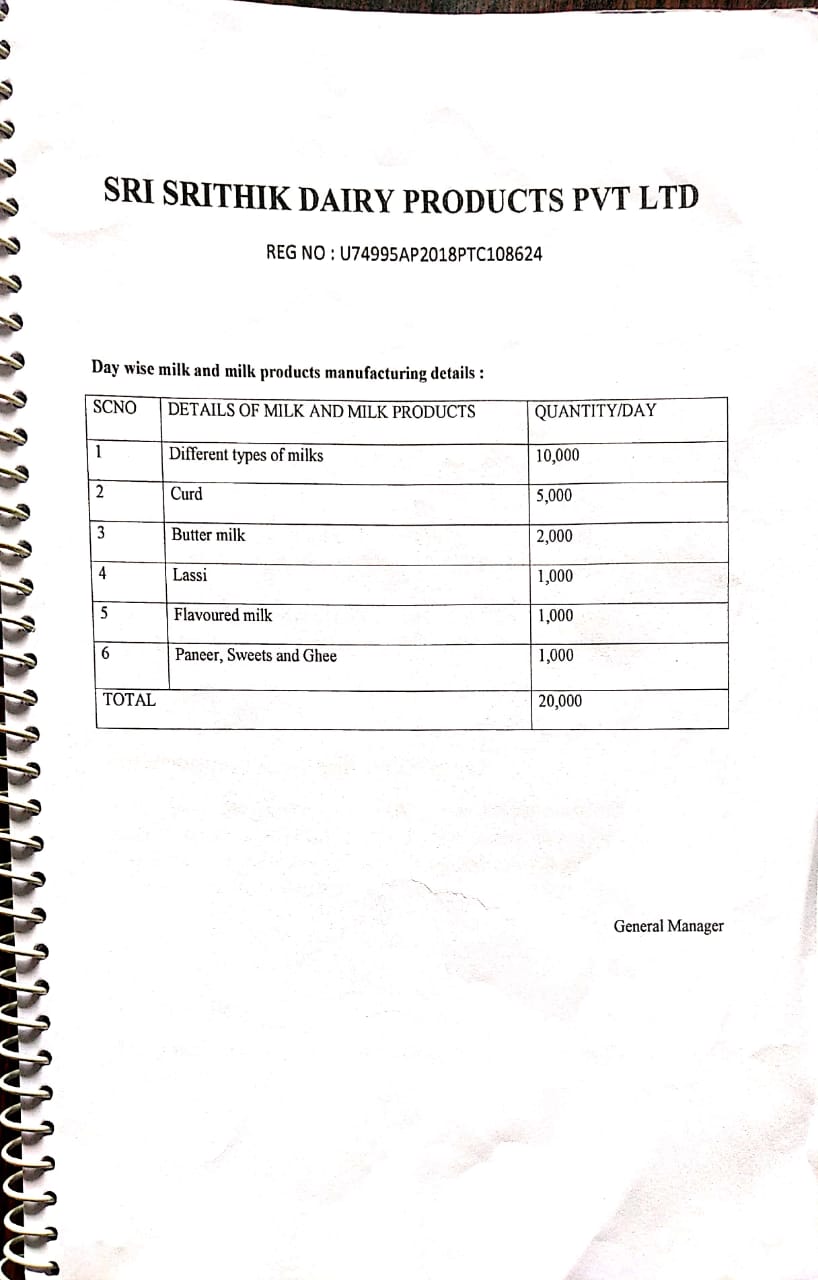 SRI SRITHIK DAIRY PRODUCTS PVT LTD
REG NO : U74995AP2018PTC108624
Day wise milk and milk products manufacturing details :
SCNO DETAILS OF MILK AND MILK PRODUCTS QUANTITY/DAY
1 Different types of milks 10,000
2 Curd 5,000
3 Butter milk 2,000
4 Lassi 1,000
5 Flavoured milk 1,000
6 Paneer, Sweets and Ghee 1,000
TOTAL 20,000
General Manager